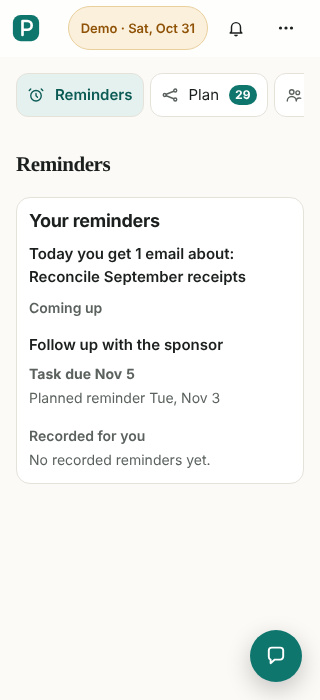 P
Demo · Sat, Oct 31
Reminders
Plan 29
Reminders
Your reminders
Today you get 1 email about:
Reconcile September receipts
Coming up
Follow up with the sponsor
Task due Nov 5
Planned reminder Tue, Nov 3
Recorded for you
No recorded reminders yet.